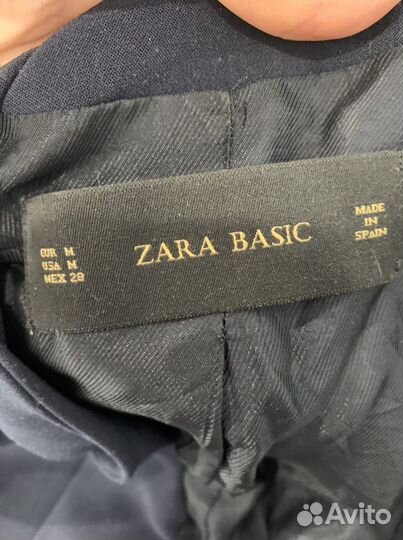 EUR M
USA M
MEX 28
ZARA BASIC
MADE
IN
SPAIN
Avito